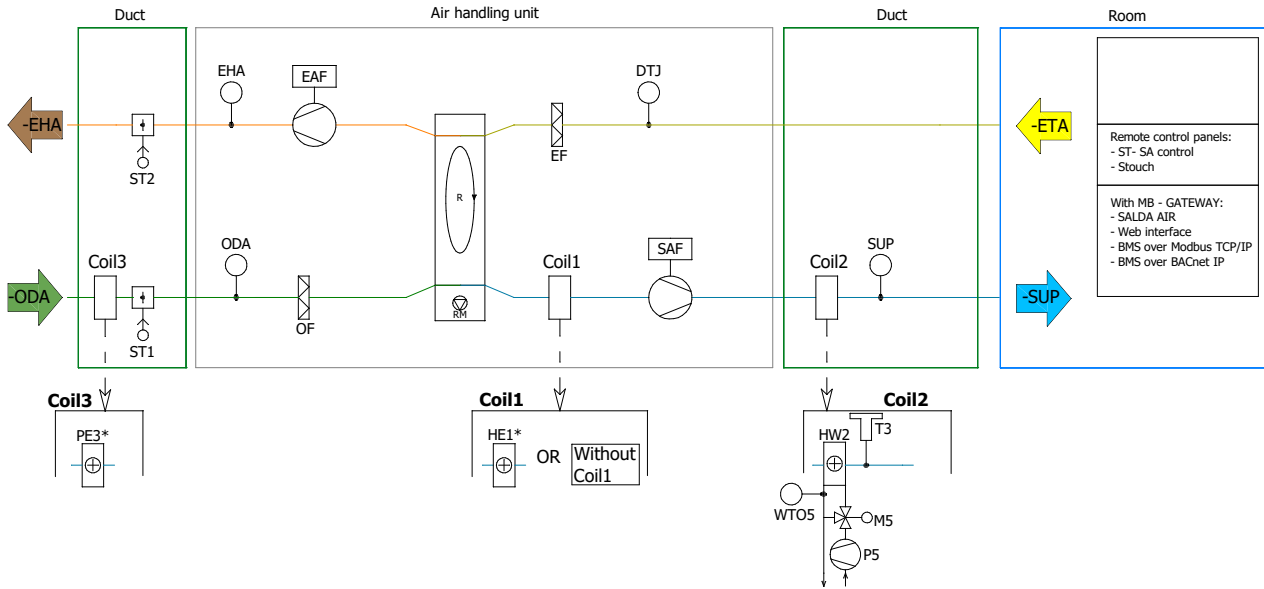 Duct
Air handling unit
Duct
Room
EHA
EAF
DTJ
-EHA
-ETA
ST2
EF
Remote control panels:
- ST- SA control
- Stouch
R
With MB - GATEWAY:
- SALDA AIR
- Web interface
- BMS over Modbus TCP/IP
- BMS over BACnet IP
ODA
SAF
SUP
Coil3
Coil1
Coil2
-ODA
-SUP
RM
OF
ST1
Coil3
Coil1
Coil2
PE3*
HE1*
OR
Without
Coil1
HW2
T3
WTO5
M5
P5